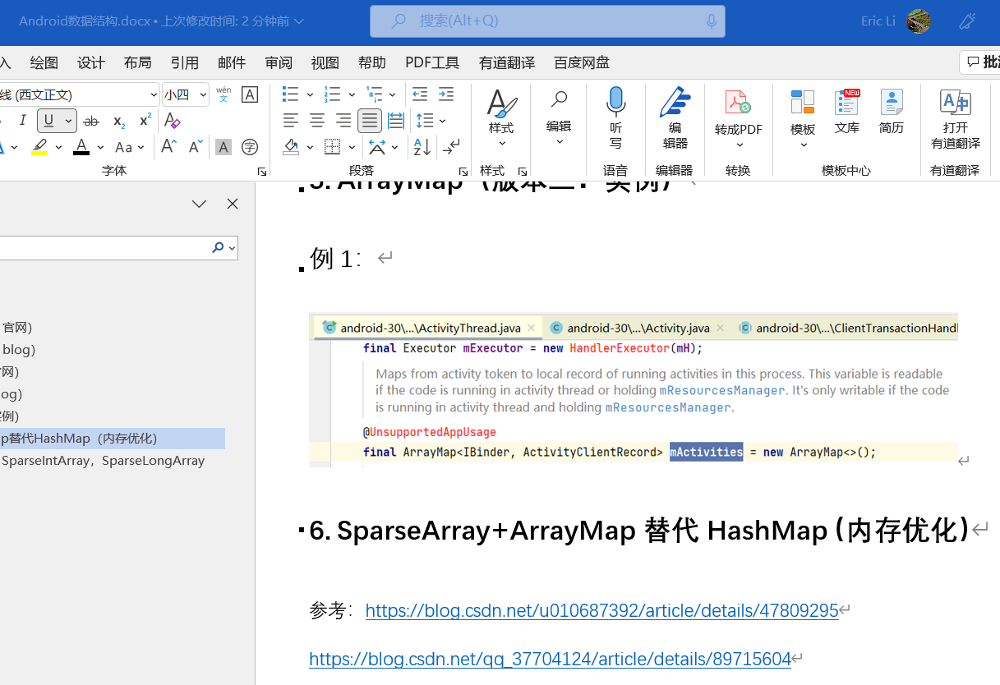 Android数据结构.docx • 上次修改时间: 2 分钟前
搜索(Alt+Q)
Eric Li
入 绘图 设计 布局 引用 邮件 审阅 视图 帮助 PDF工具 有道翻译 百度网盘
线 (西文正文) 小四 wén 文 A
I U ab x2 x2 A
A Aa A A A 字
样式 编辑 听写 编辑器 转成PDF 模板 NEW 文库 简历 打开有道翻译
字体 段落 样式 语音 编辑器 转换 模板中心 有道翻译
官网)
blog)
网)
og)
例)
p替代HashMap（内存优化）
SparseIntArray，SparseLongArray
5. ArrayMap（版本二：实例）
例 1：
android-30\...\ActivityThread.java android-30\...\Activity.java android-30\...\ClientTransactionHandl
final Executor mExecutor = new HandlerExecutor(mH);
Maps from activity token to local record of running activities in this process. This variable is readable
if the code is running in activity thread or holding mResourcesManager. It's only writable if the code
is running in activity thread and holding mResourcesManager.
@UnsupportedAppUsage
final ArrayMap<IBinder, ActivityClientRecord> mActivities = new ArrayMap<>();
6. SparseArray+ArrayMap 替代 HashMap（内存优化）
参考：https://blog.csdn.net/u010687392/article/details/47809295
https://blog.csdn.net/qq_37704124/article/details/89715604